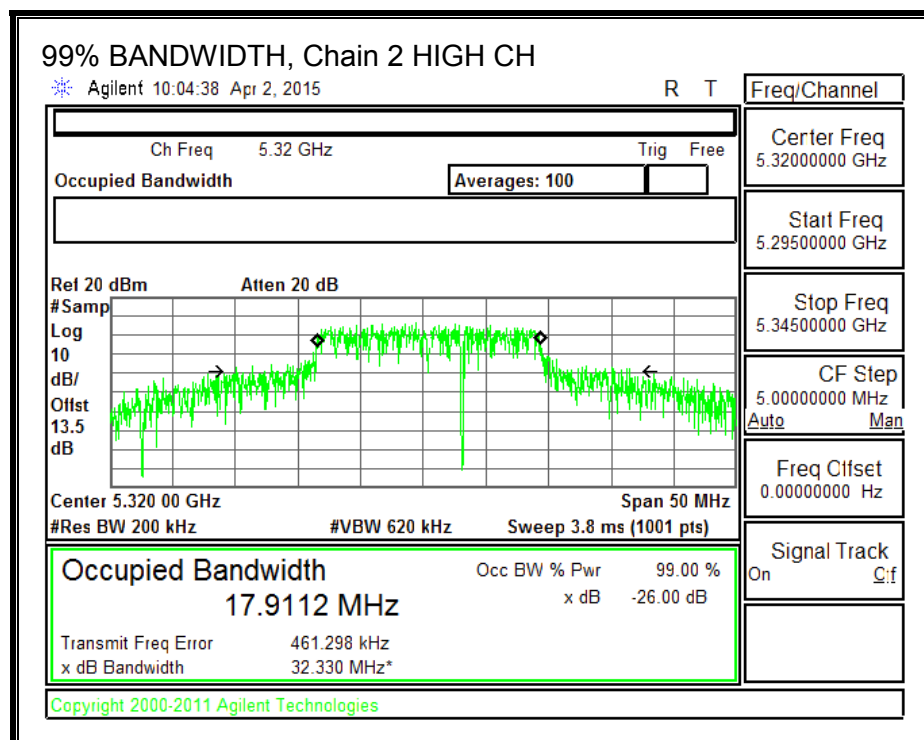 99% BANDWIDTH, Chain 2 HIGH CH
Agilent 10:04:38 Apr 2, 2015 R T
Freq/Channel
Ch Freq 5.32 GHz Trig Free
Occupied Bandwidth Averages: 100
Center Freq
5.32000000 GHz
Start Freq
5.29500000 GHz
Stop Freq
5.34500000 GHz
CF Step
5.00000000 MHz
Auto Man
Freq Offset
0.00000000 Hz
Signal Track
On Off
Ref 20 dBm Atten 20 dB
#Samp
Log
10
dB/
Offst
13.5
dB
Center 5.320 00 GHz Span 50 MHz
#Res BW 200 kHz #VBW 620 kHz Sweep 3.8 ms (1001 pts)
Occupied Bandwidth Occ BW % Pwr 99.00 %
17.9112 MHz x dB -26.00 dB
Transmit Freq Error 461.298 kHz
x dB Bandwidth 32.330 MHz*
Copyright 2000-2011 Agilent Technologies